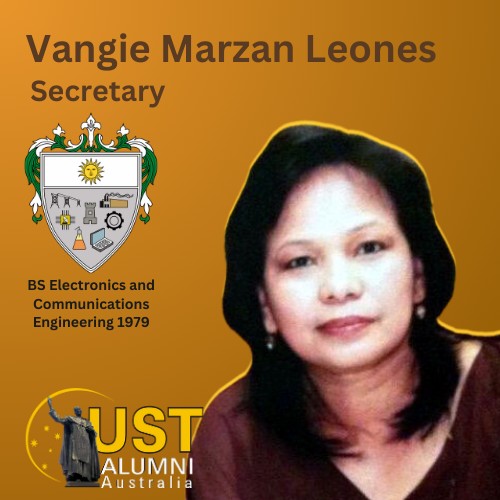 Vangie Marzan Leones
Secretary
BS Electronics and
Communications
Engineering 1979
UST
ALUMNI
Australia